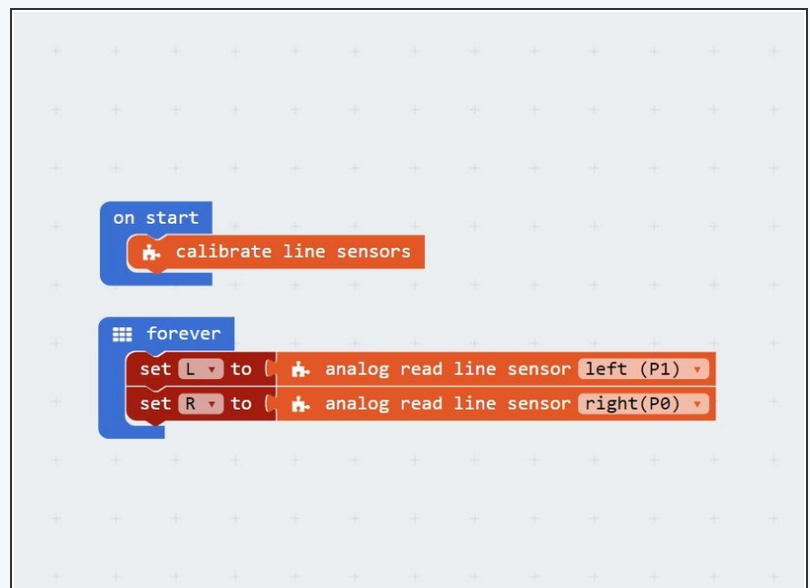 on start
calibrate line sensors
forever
set L to analog read line sensor left (P1)
set R to analog read line sensor right(P0)